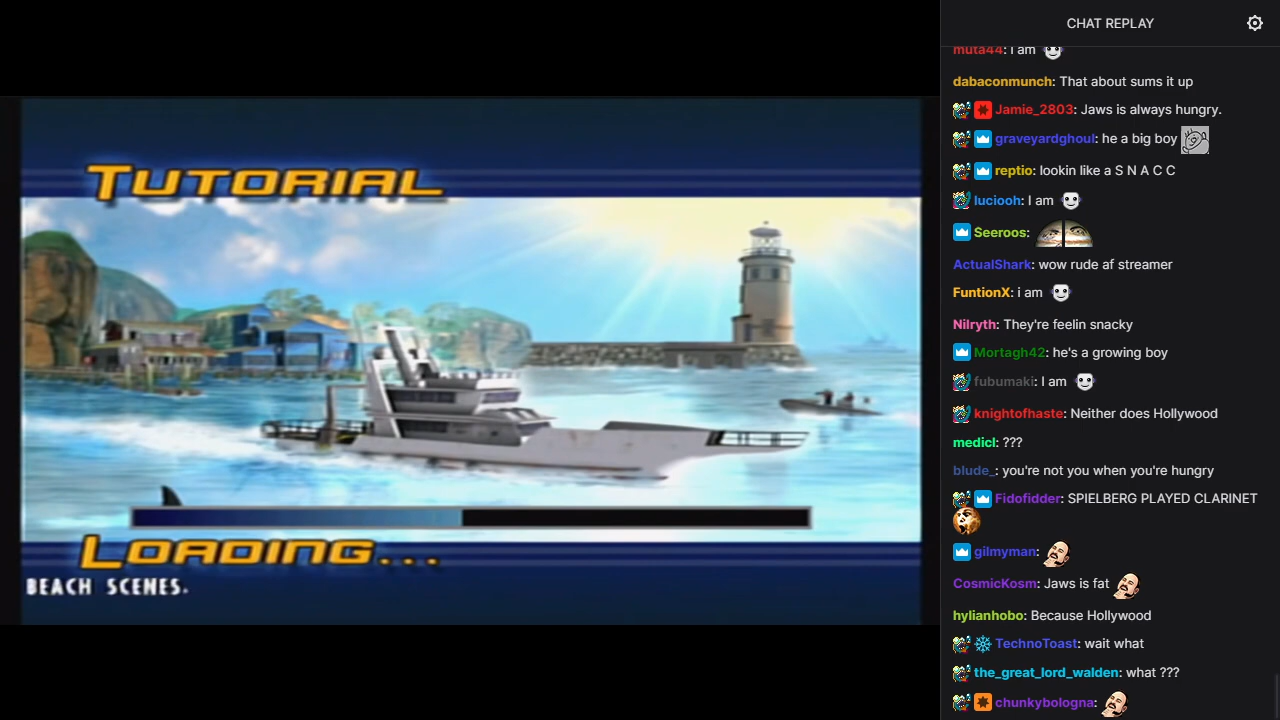 TUTORIAL
LOADING...
BEACH SCENES.
CHAT REPLAY
muta44: I am
dabaconmunch: That about sums it up
Jamie_2803: Jaws is always hungry.
graveyardghoul: he a big boy
reptio: lookin like a S N A C C
luciooh: I am
Seeroos:
ActualShark: wow rude af streamer
FuntionX: i am
Nilryth: They're feelin snacky
Mortagh42: he's a growing boy
fubumaki: I am
knightofhaste: Neither does Hollywood
medicl: ???
blude_: you're not you when you're hungry
Fidofidder: SPIELBERG PLAYED CLARINET
gilmyman:
CosmicKosm: Jaws is fat
hylianhobo: Because Hollywood
TechnoToast: wait what
the_great_lord_walden: what ???
chunkybologna: